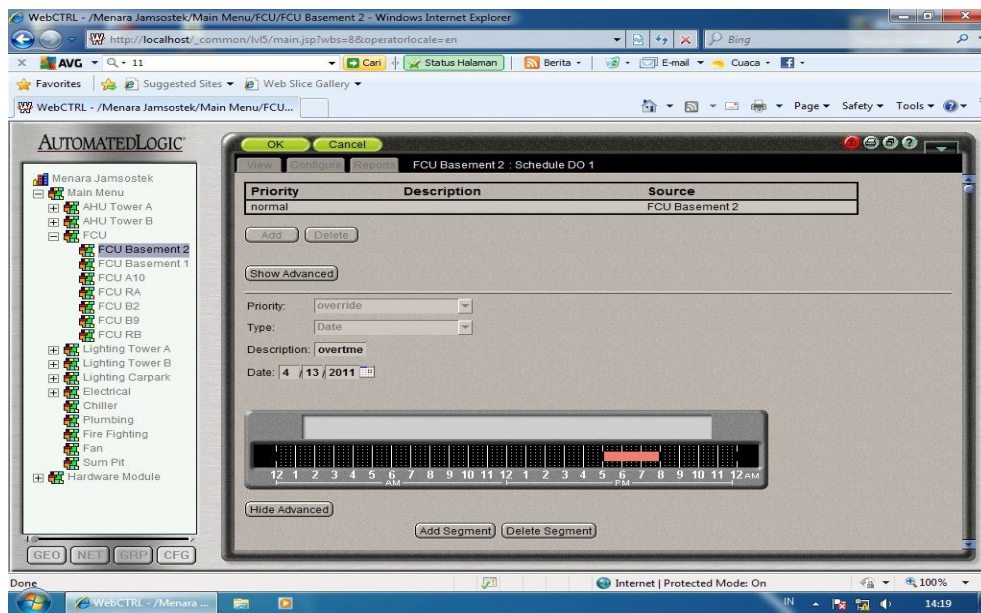 WebCTRL - /Menara Jamsostek/Main Menu/FCU/FCU Basement 2 - Windows Internet Explorer
http://localhost/_common/lvl5/main.jsp?wbs=8&operatorlocale=en
Bing
AVG
11
Cari
Status Halaman
Berita
E-mail
Cuaca
Favorites
Suggested Sites
Web Slice Gallery
WebCTRL - /Menara Jamsostek/Main Menu/FCU...
Page
Safety
Tools
AUTOMATEDLOGIC
OK
Cancel
View
Configure
Reports
FCU Basement 2 : Schedule DO 1
Menara Jamsostek
Main Menu
AHU Tower A
AHU Tower B
FCU
FCU Basement 2
FCU Basement 1
FCU A10
FCU RA
FCU B2
FCU B9
FCU RB
Lighting Tower A
Lighting Tower B
Lighting Carpark
Electrical
Chiller
Plumbing
Fire Fighting
Fan
Sum Pit
Hardware Module
GEO NET GRP CFG
Priority Description Source
normal FCU Basement 2
Add Delete
Show Advanced
Priority: override
Type: Date
Description: overtme
Date: 4 / 13 / 2011
12 1 2 3 4 5 6 7 8 9 10 11 12 1 2 3 4 5 6 7 8 9 10 11 12 AM
AM PM
Hide Advanced
Add Segment Delete Segment
Done
Internet | Protected Mode: On
100%
WebCTRL - /Menara ...
IN
14:19